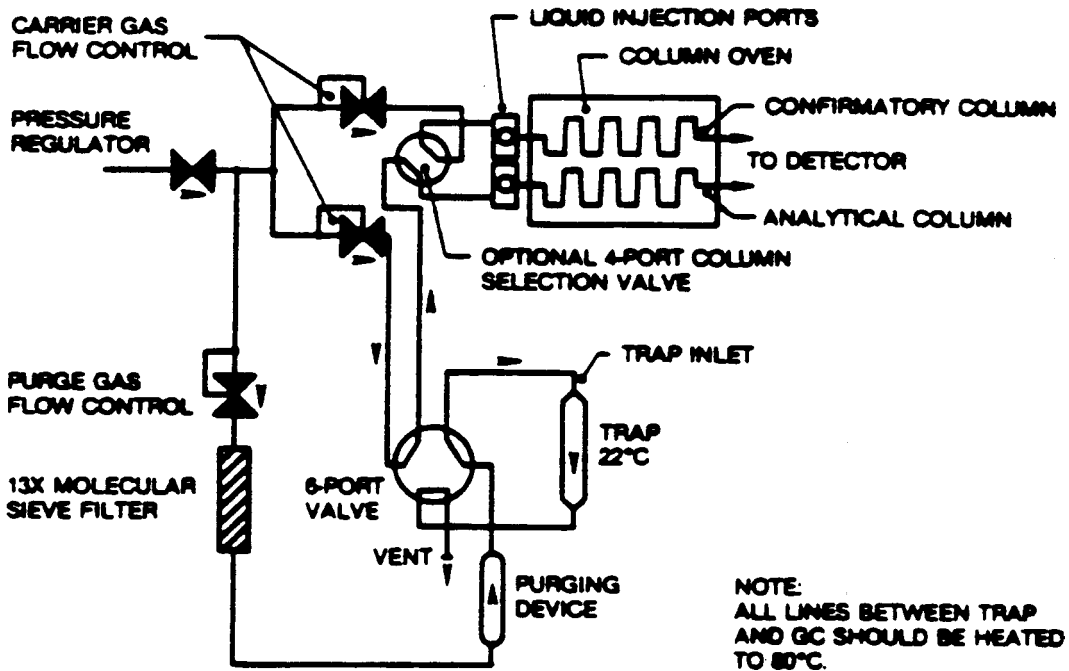 CARRIER GAS
FLOW CONTROL
LIQUID INJECTION PORTS
COLUMN OVEN
CONFIRMATORY COLUMN
PRESSURE
REGULATOR
TO DETECTOR
ANALYTICAL COLUMN
OPTIONAL 4-PORT COLUMN
SELECTION VALVE
TRAP INLET
PURGE GAS
FLOW CONTROL
TRAP
22°C
13X MOLECULAR
SIEVE FILTER
6-PORT
VALVE
VENT
PURGING
DEVICE
NOTE:
ALL LINES BETWEEN TRAP
AND GC SHOULD BE HEATED
TO 80°C.